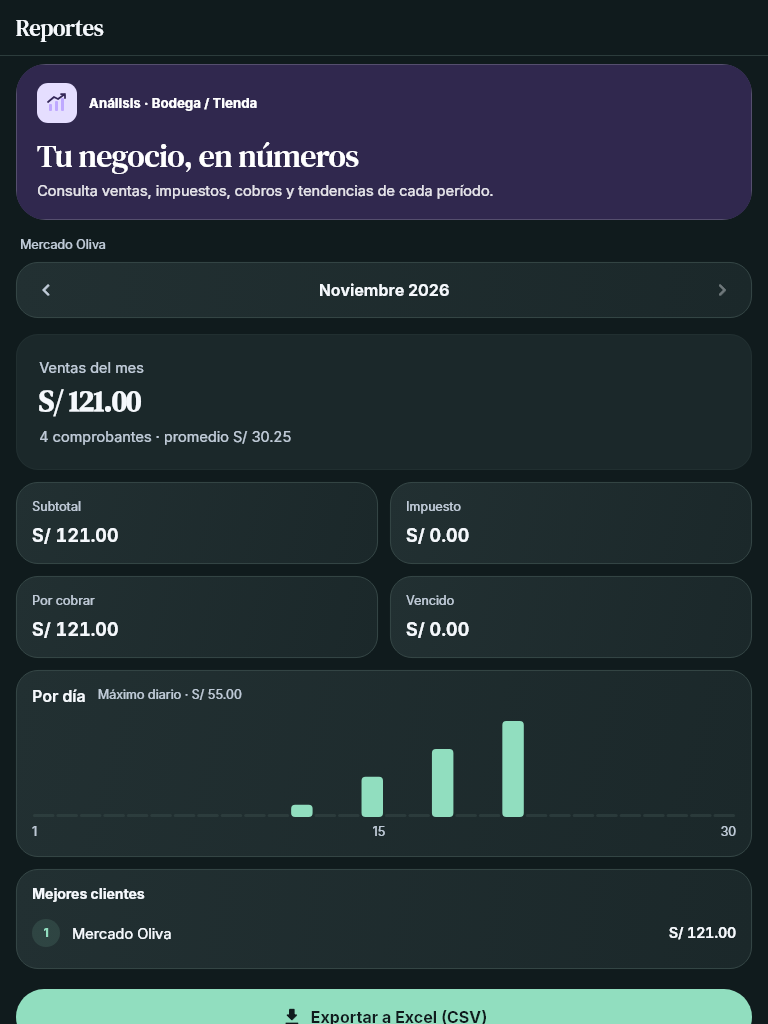 Reportes
Análisis · Bodega / Tienda
Tu negocio, en números
Consulta ventas, impuestos, cobros y tendencias de cada período.
Mercado Oliva
Noviembre 2026
Ventas del mes
S/ 121.00
4 comprobantes · promedio S/ 30.25
Subtotal
S/ 121.00
Impuesto
S/ 0.00
Por cobrar
S/ 121.00
Vencido
S/ 0.00
Por día Máximo diario · S/ 55.00
1 15 30
Mejores clientes
1 Mercado Oliva S/ 121.00
Exportar a Excel (CSV)